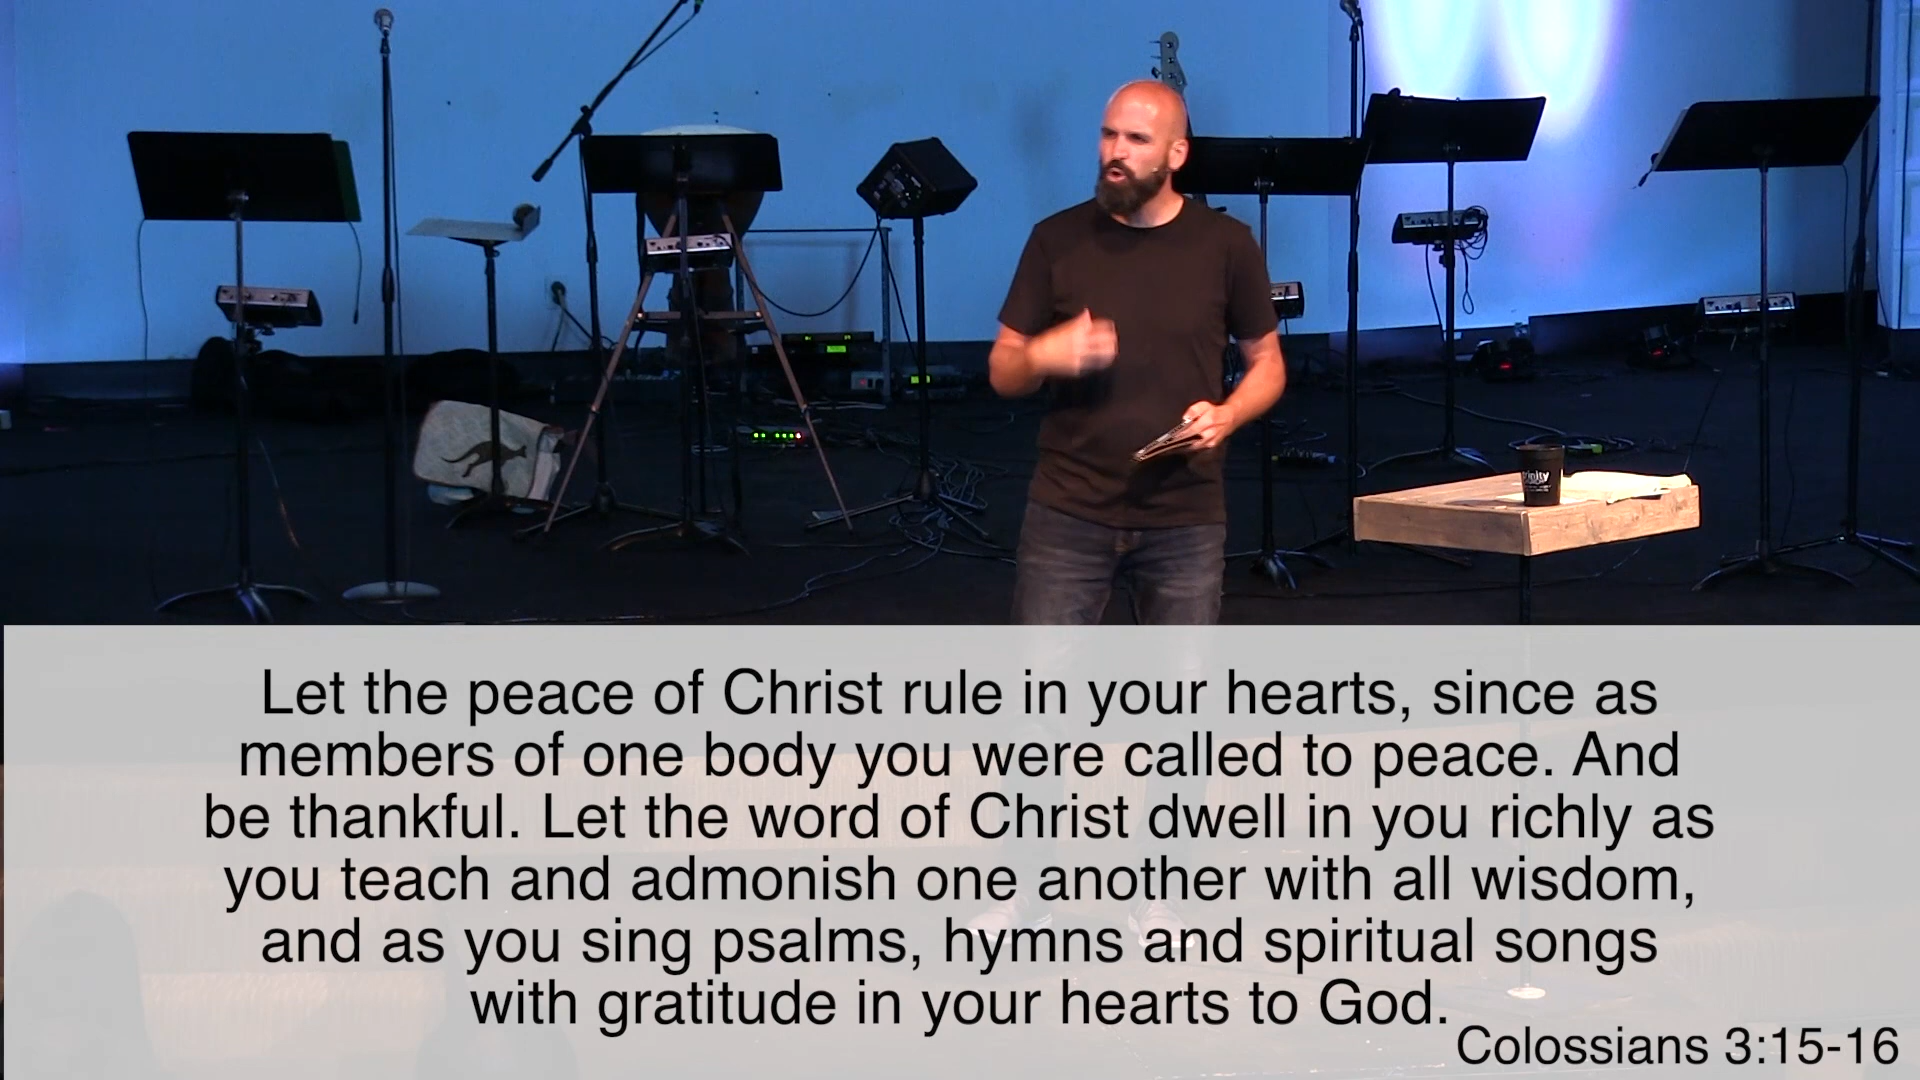 trinity
Let the peace of Christ rule in your hearts, since as
members of one body you were called to peace. And
be thankful. Let the word of Christ dwell in you richly as
you teach and admonish one another with all wisdom,
and as you sing psalms, hymns and spiritual songs
with gratitude in your hearts to God.
Colossians 3:15-16